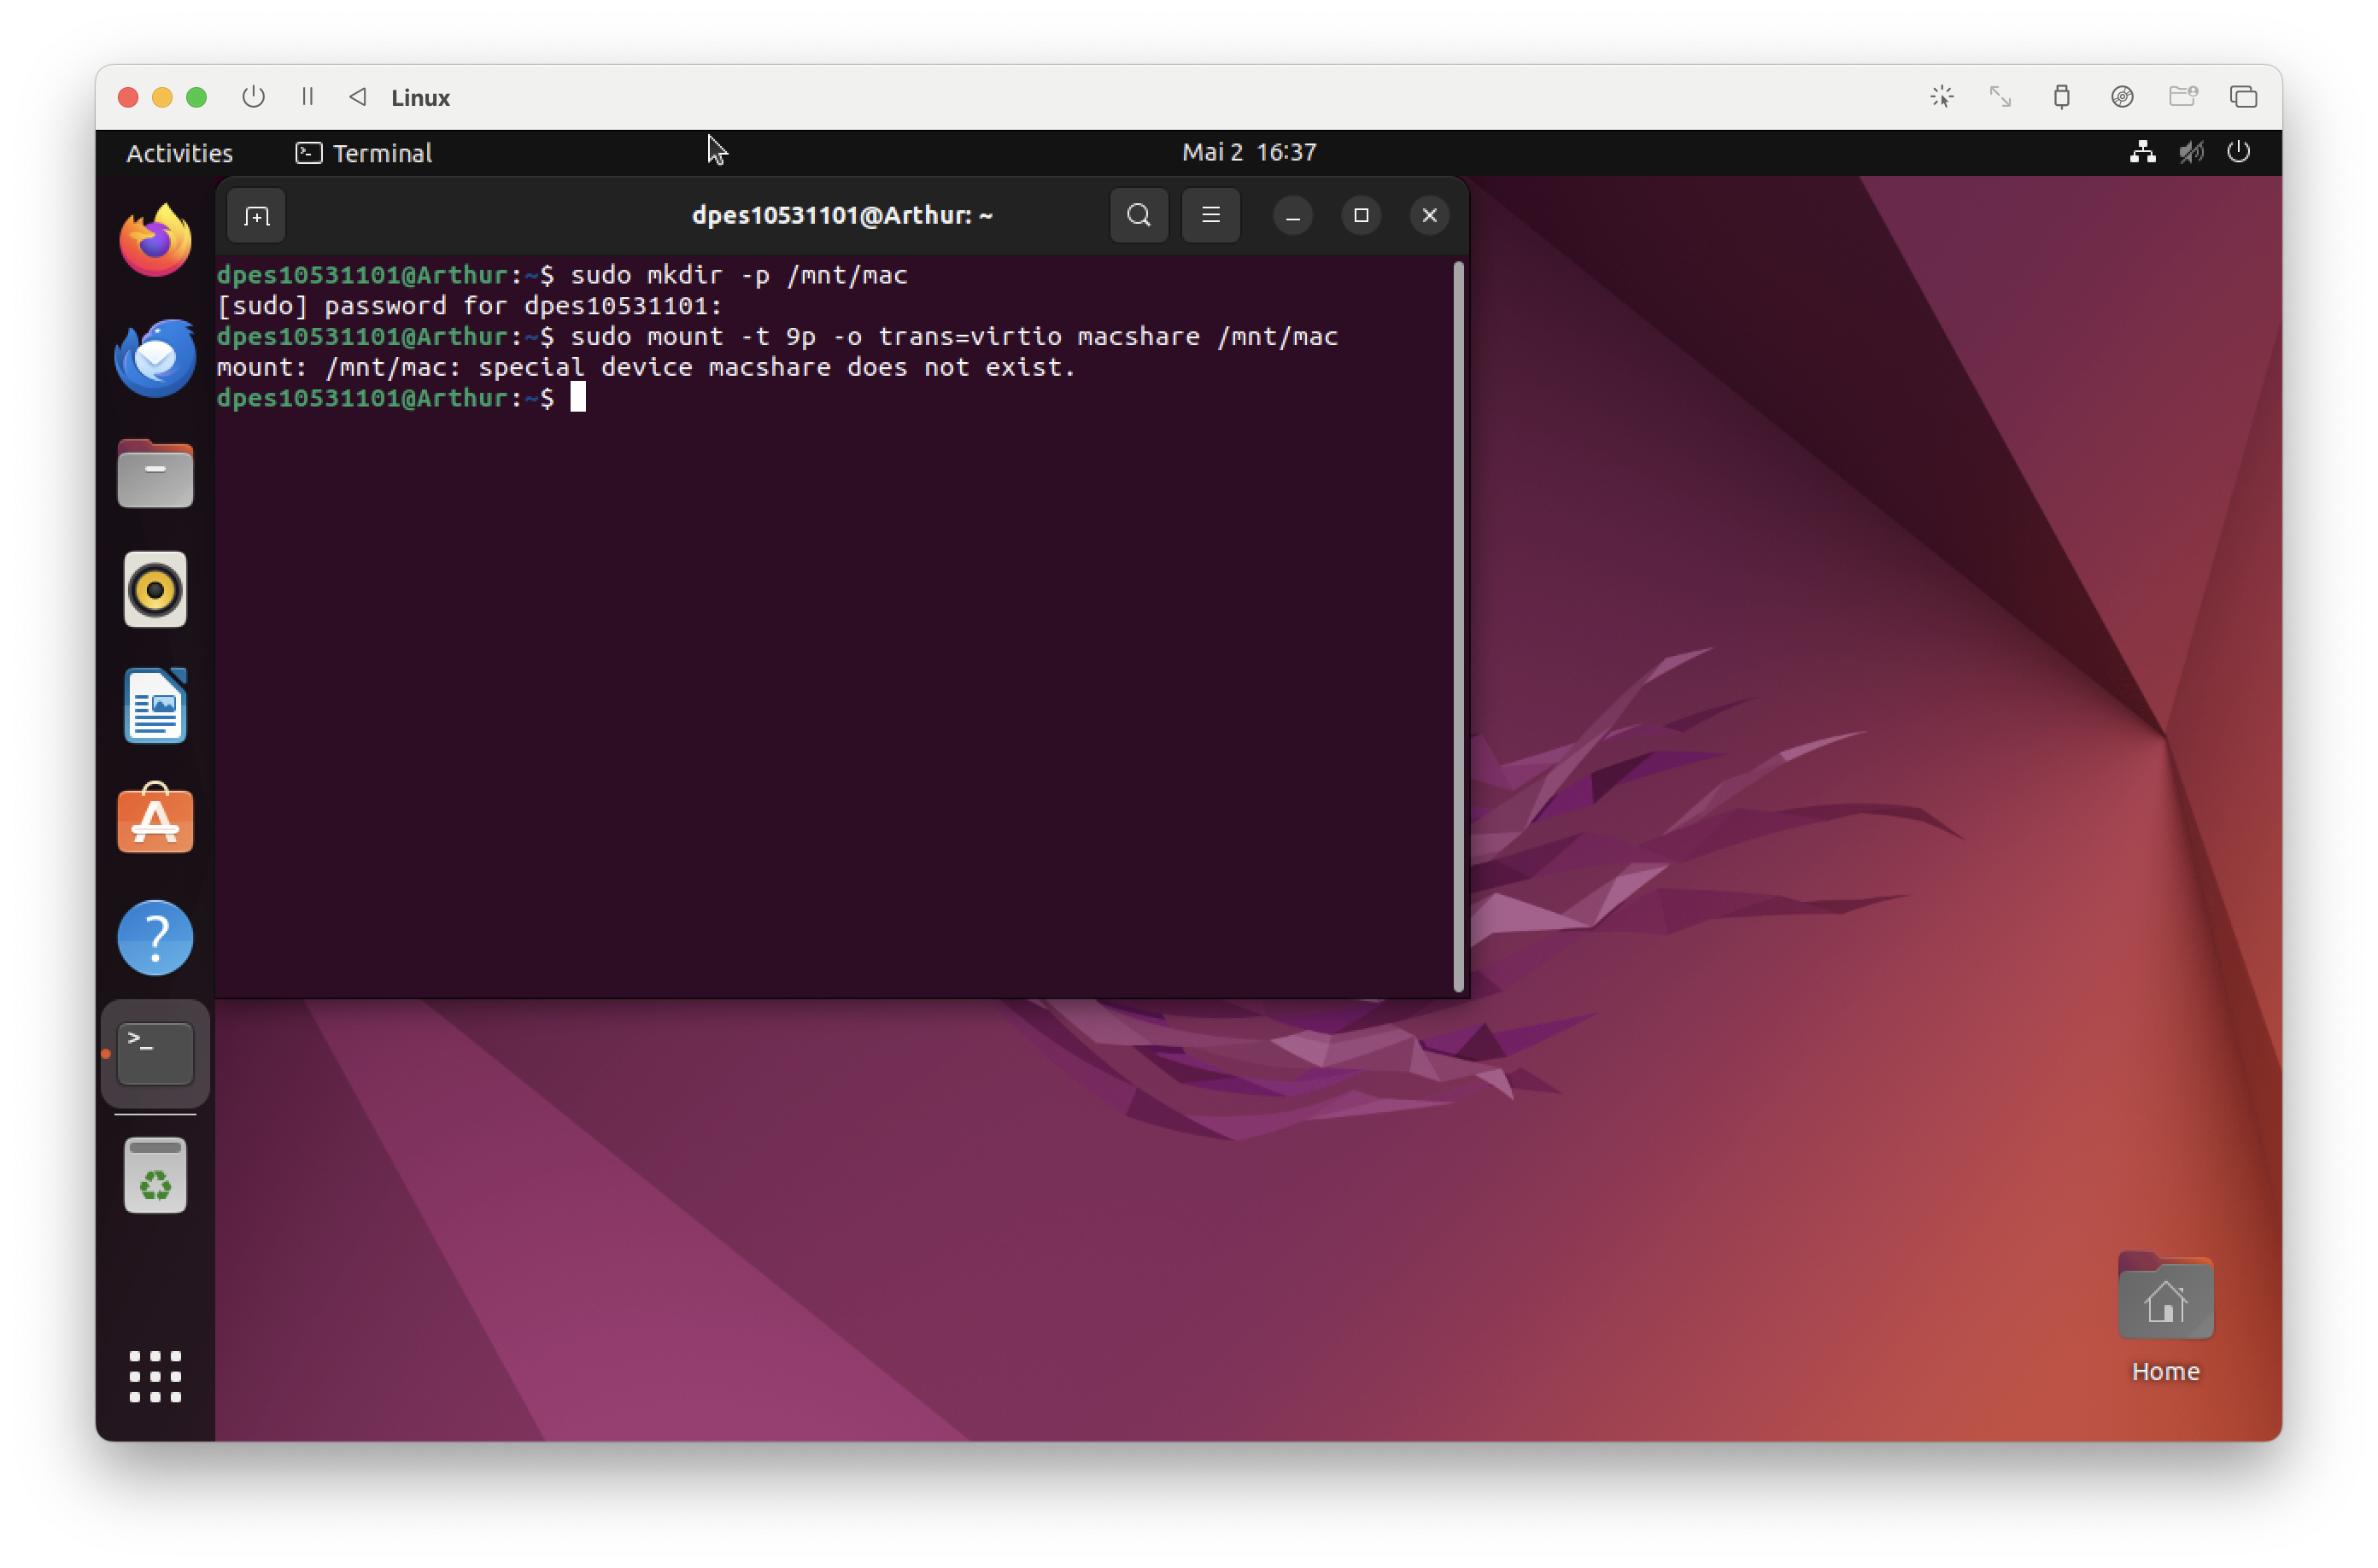 Linux
Activities
Terminal
Mai 2 16:37
dpes10531101@Arthur: ~
dpes10531101@Arthur:~$ sudo mkdir -p /mnt/mac
[sudo] password for dpes10531101:
dpes10531101@Arthur:~$ sudo mount -t 9p -o trans=virtio macshare /mnt/mac
mount: /mnt/mac: special device macshare does not exist.
dpes10531101@Arthur:~$
Home